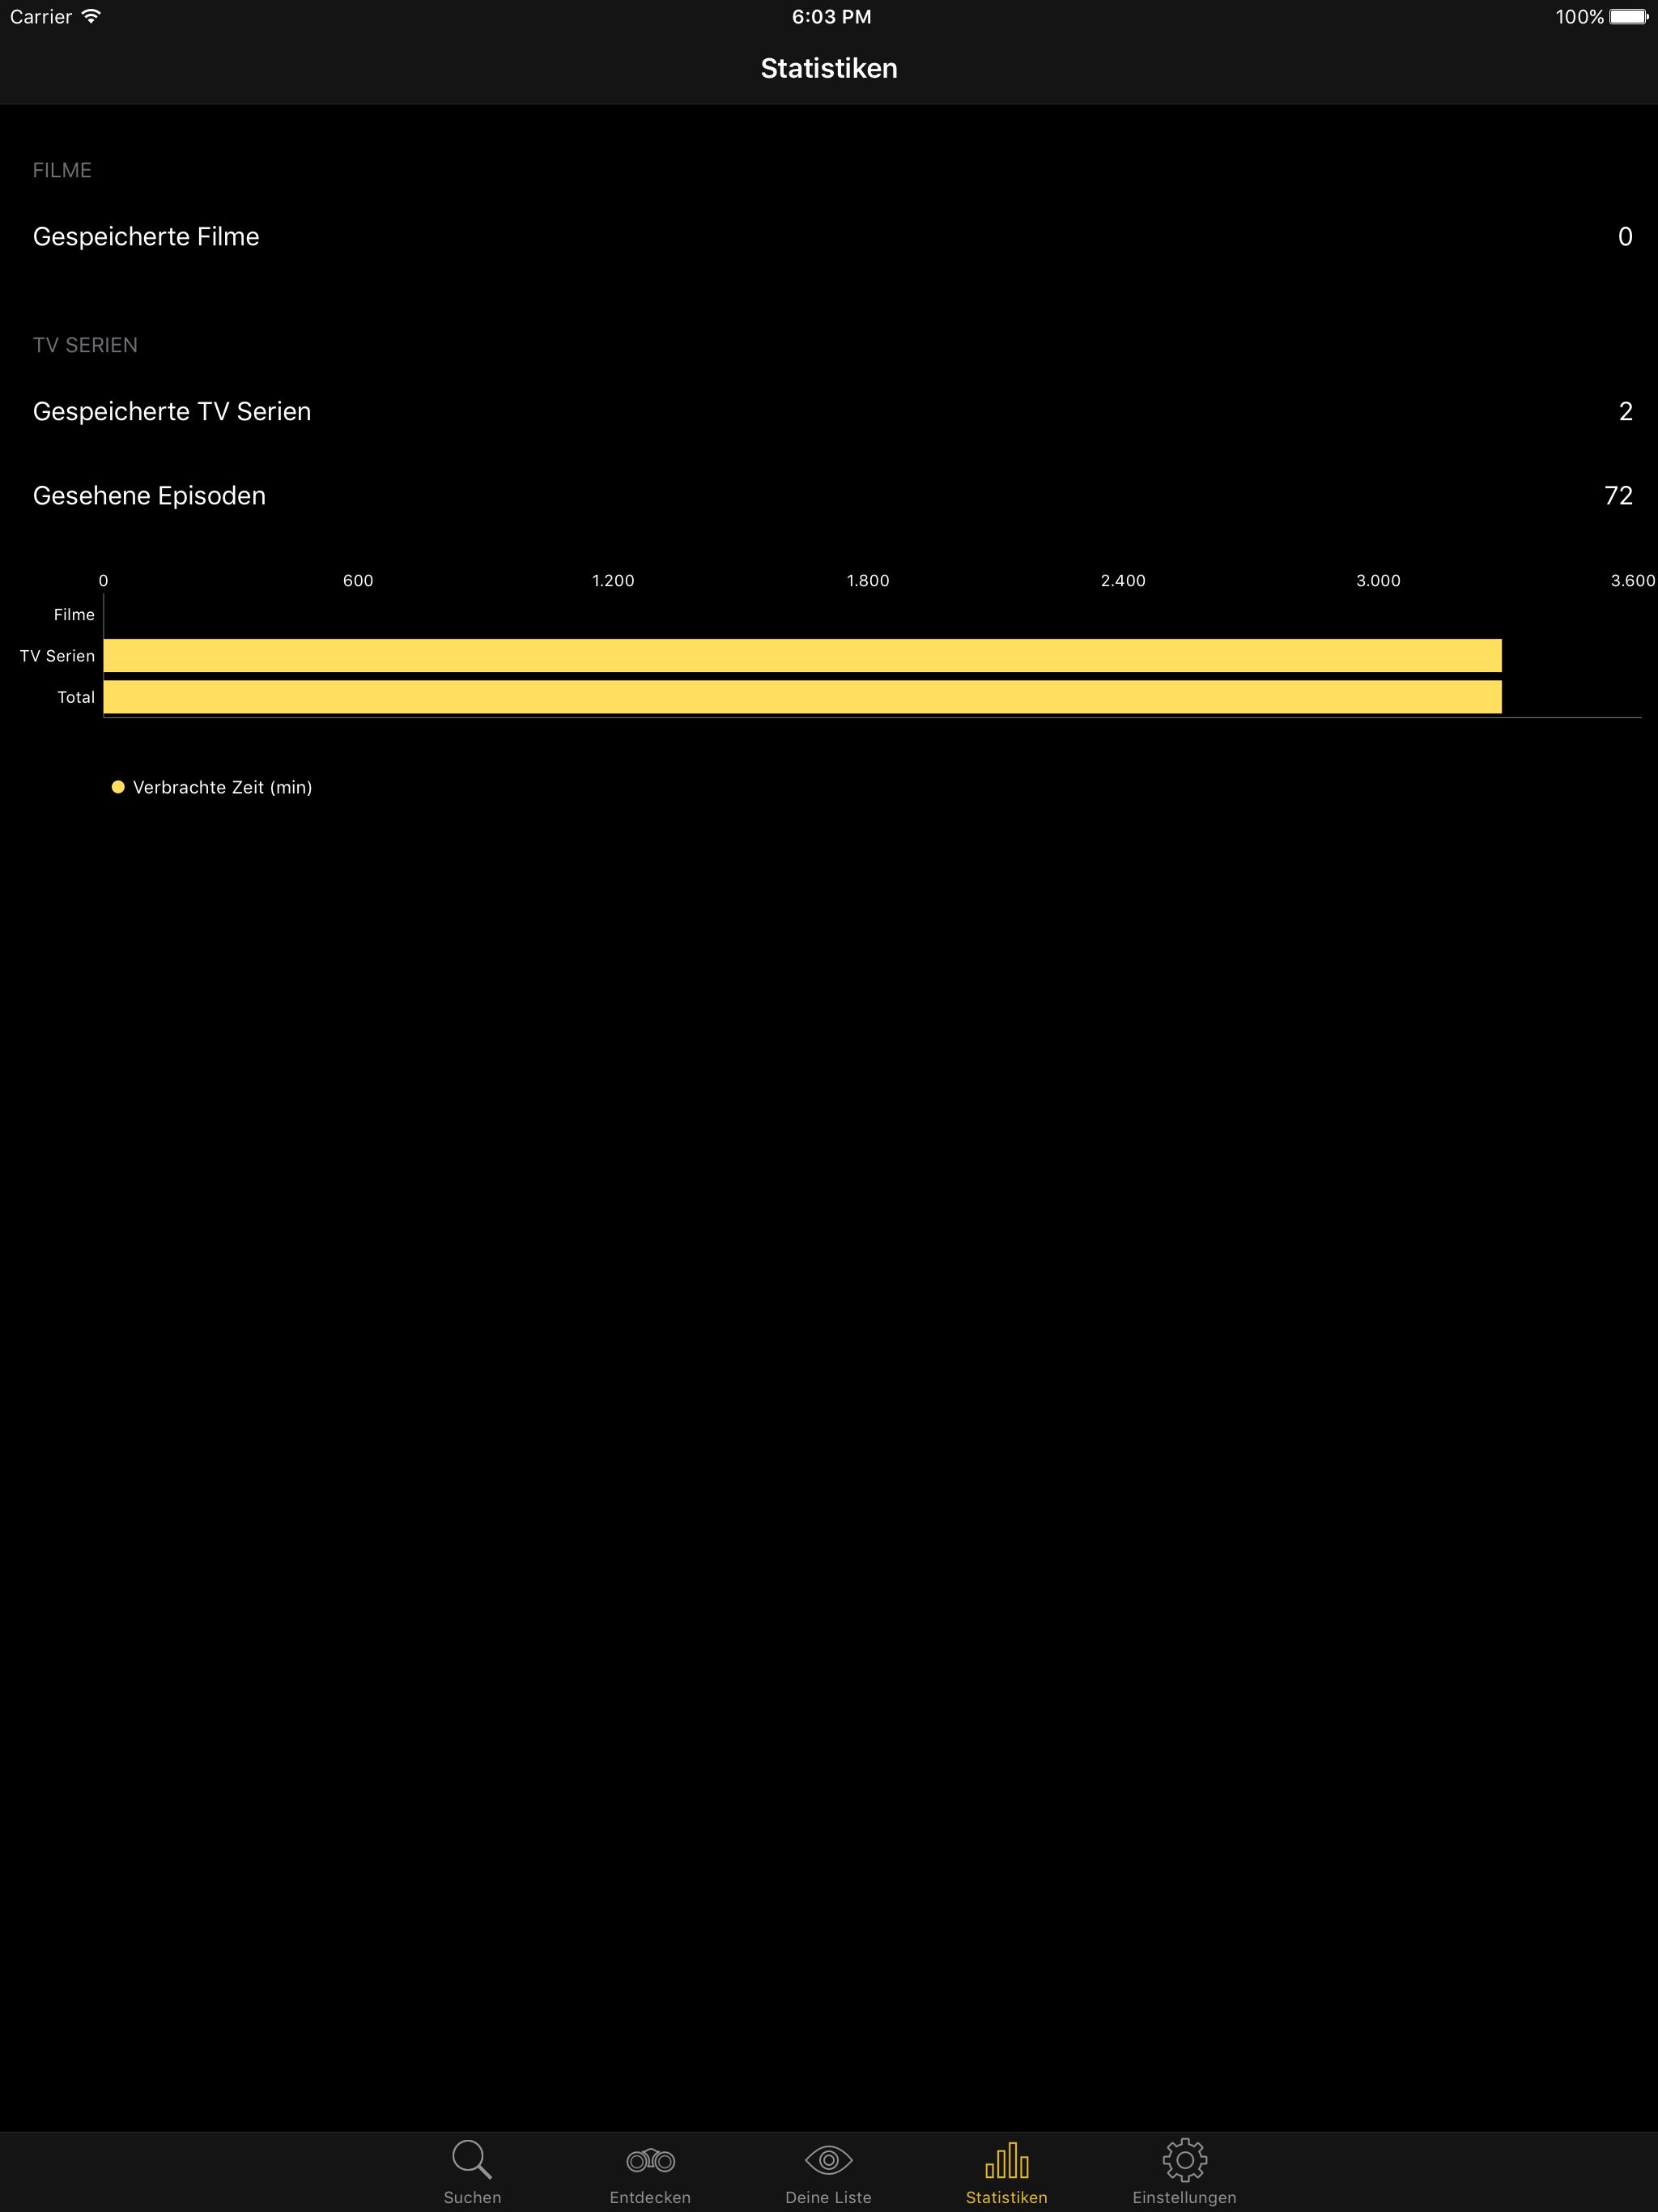 Carrier 6:03 PM 100%
Statistiken
FILME
Gespeicherte Filme 0
TV SERIEN
Gespeicherte TV Serien 2
Gesehene Episoden 72
0 600 1.200 1.800 2.400 3.000 3.600
Filme
TV Serien
Total
Verbrachte Zeit (min)
Suchen Entdecken Deine Liste Statistiken Einstellungen